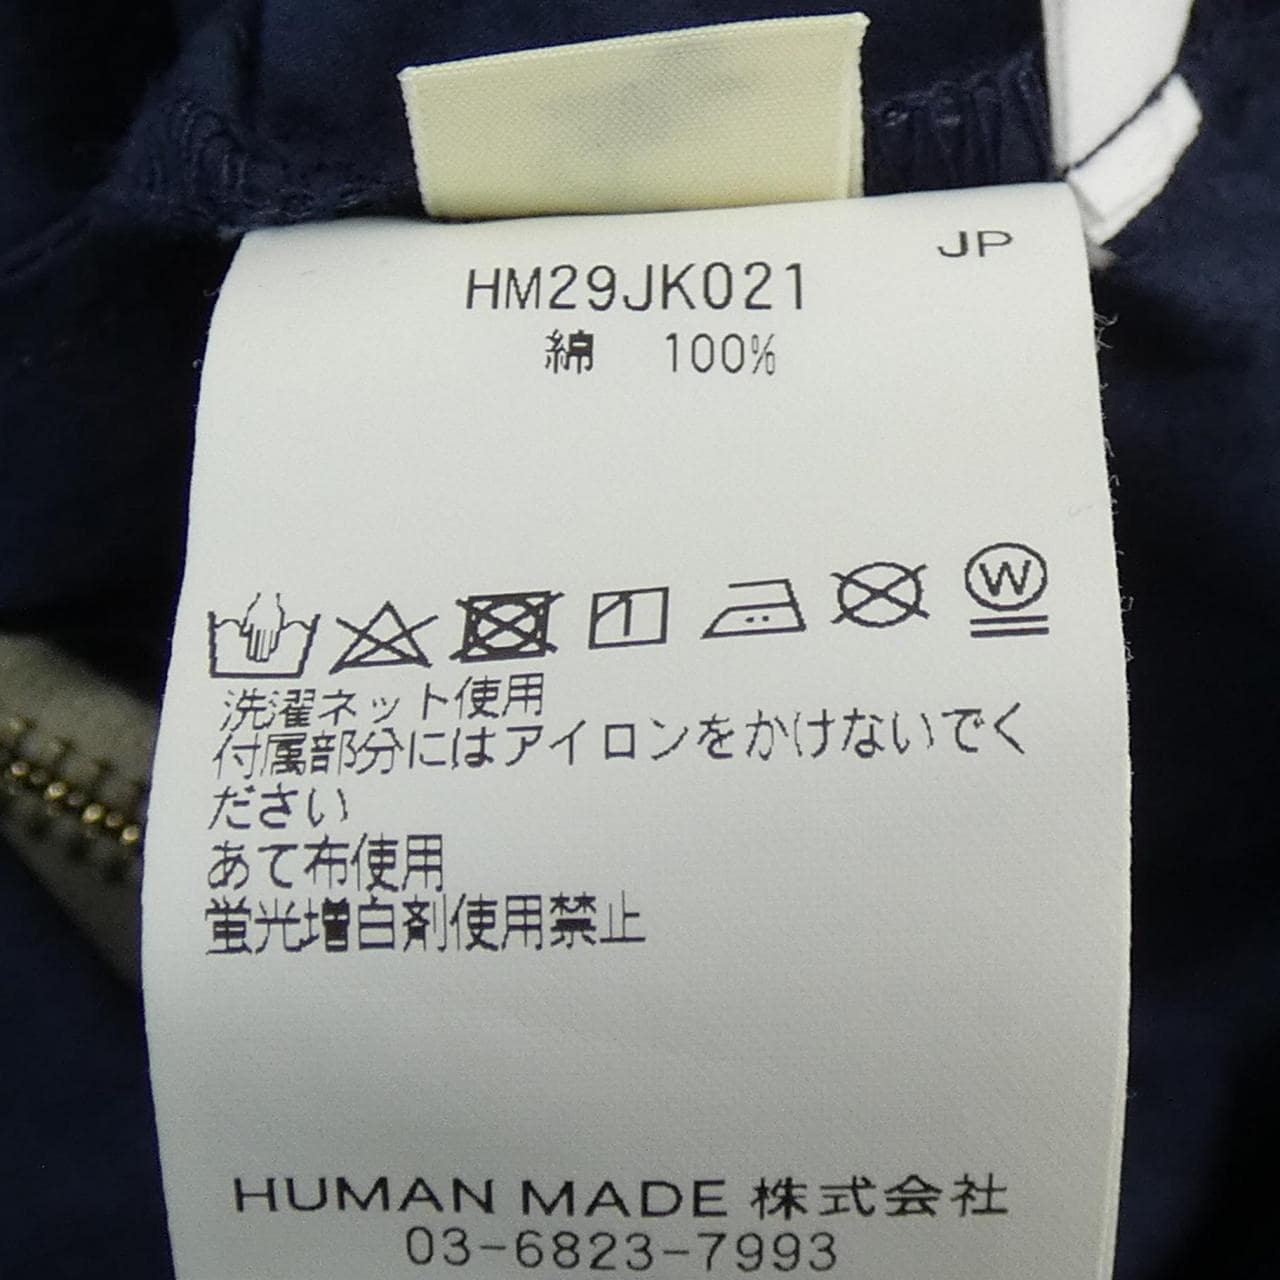 JP
HM29JK021
綿 100%
W
洗濯ネット使用
付属部分にはアイロンをかけないでく
ださい
あて布使用
蛍光増白剤使用禁止
HUMAN MADE 株式会社
03-6823-7993